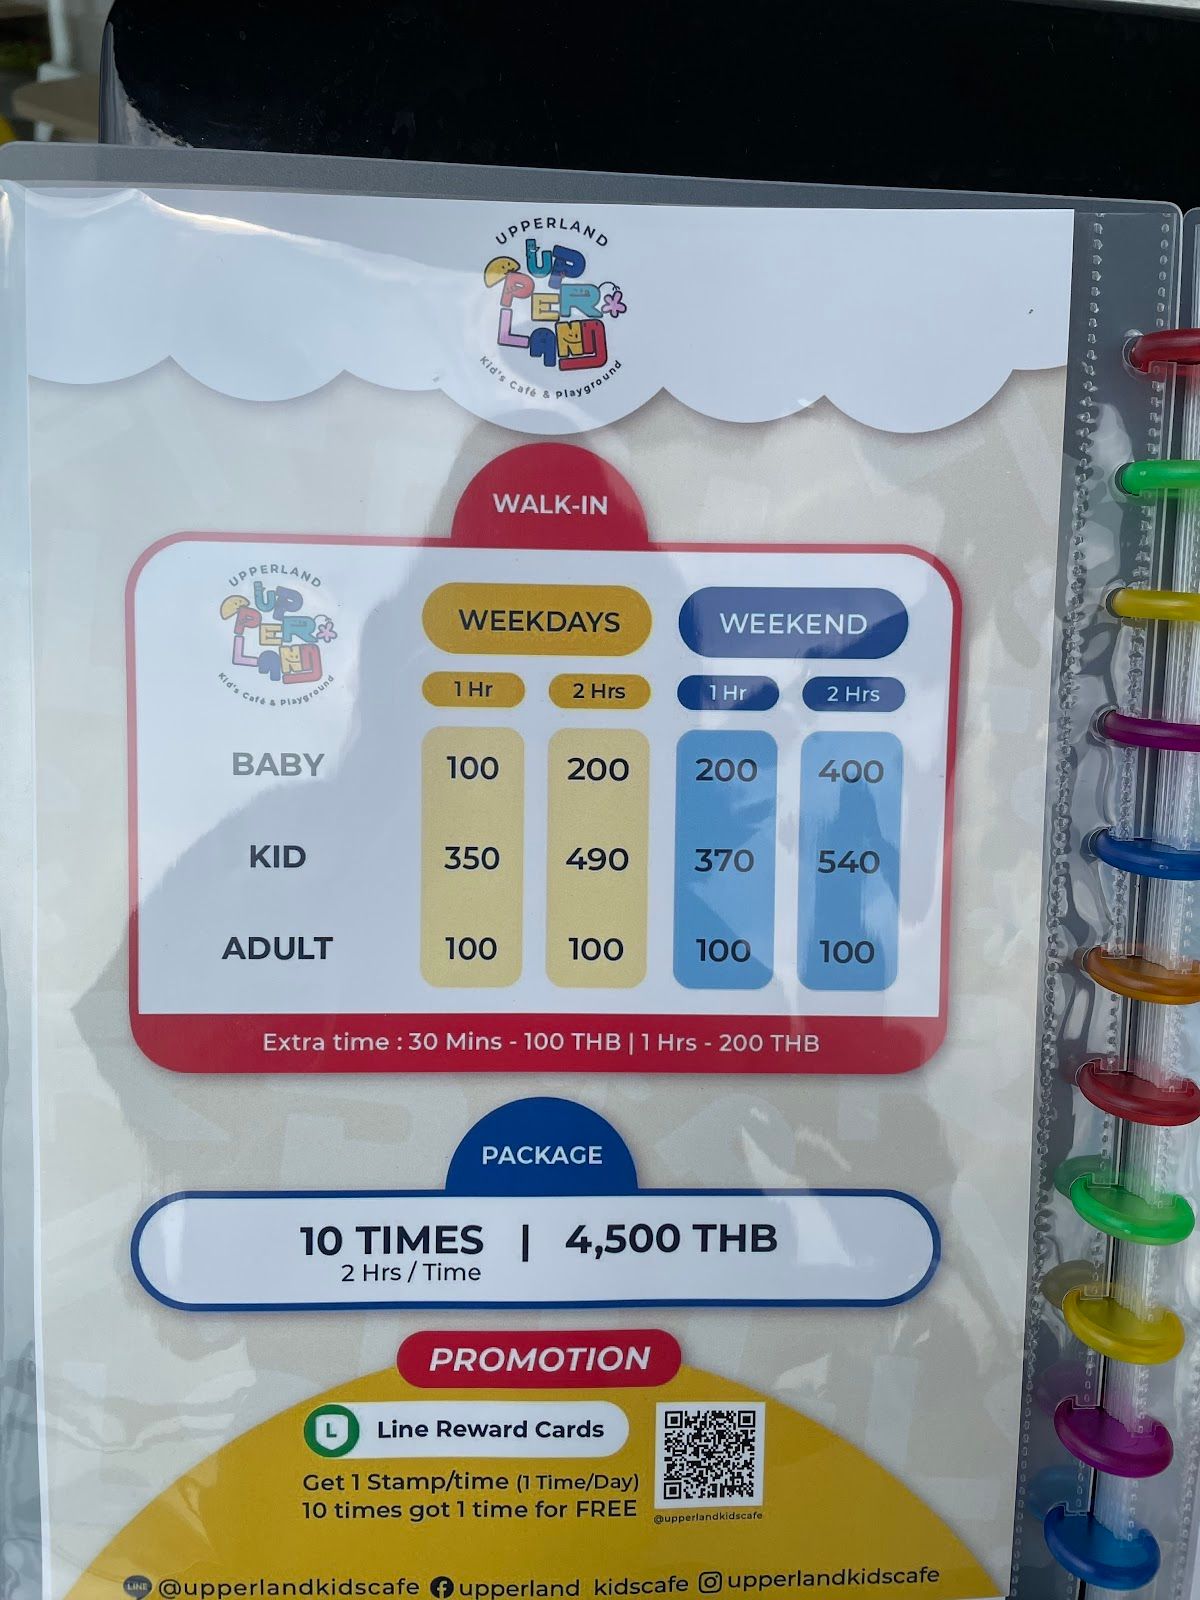 UPPERLAND
UP
PER
LAND
Kid's Café & Playground
WALK-IN
UPPERLAND
UP
PER
LAND
Kid's Café & Playground
WEEKDAYS WEEKEND
1 Hr 2 Hrs 1 Hr 2 Hrs
BABY 100 200 200 400
KID 350 490 370 540
ADULT 100 100 100 100
Extra time : 30 Mins - 100 THB | 1 Hrs - 200 THB
PACKAGE
10 TIMES | 4,500 THB
2 Hrs / Time
PROMOTION
L Line Reward Cards
Get 1 Stamp/time (1 Time/Day)
10 times got 1 time for FREE
@upperlandkidscafe
LINE @upperlandkidscafe f upperland kidscafe upperlandkidscafe